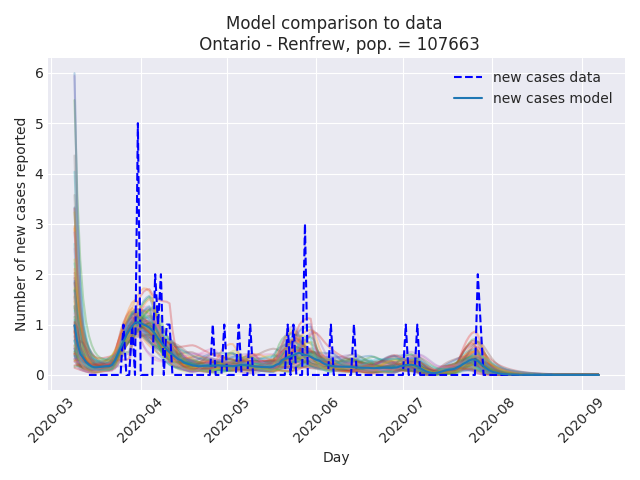 Model comparison to data
Ontario - Renfrew, pop. = 107663
new cases data
new cases model
Number of new cases reported
6
5
4
3
2
1
0
2020-03
2020-04
2020-05
2020-06
2020-07
2020-08
2020-09
Day